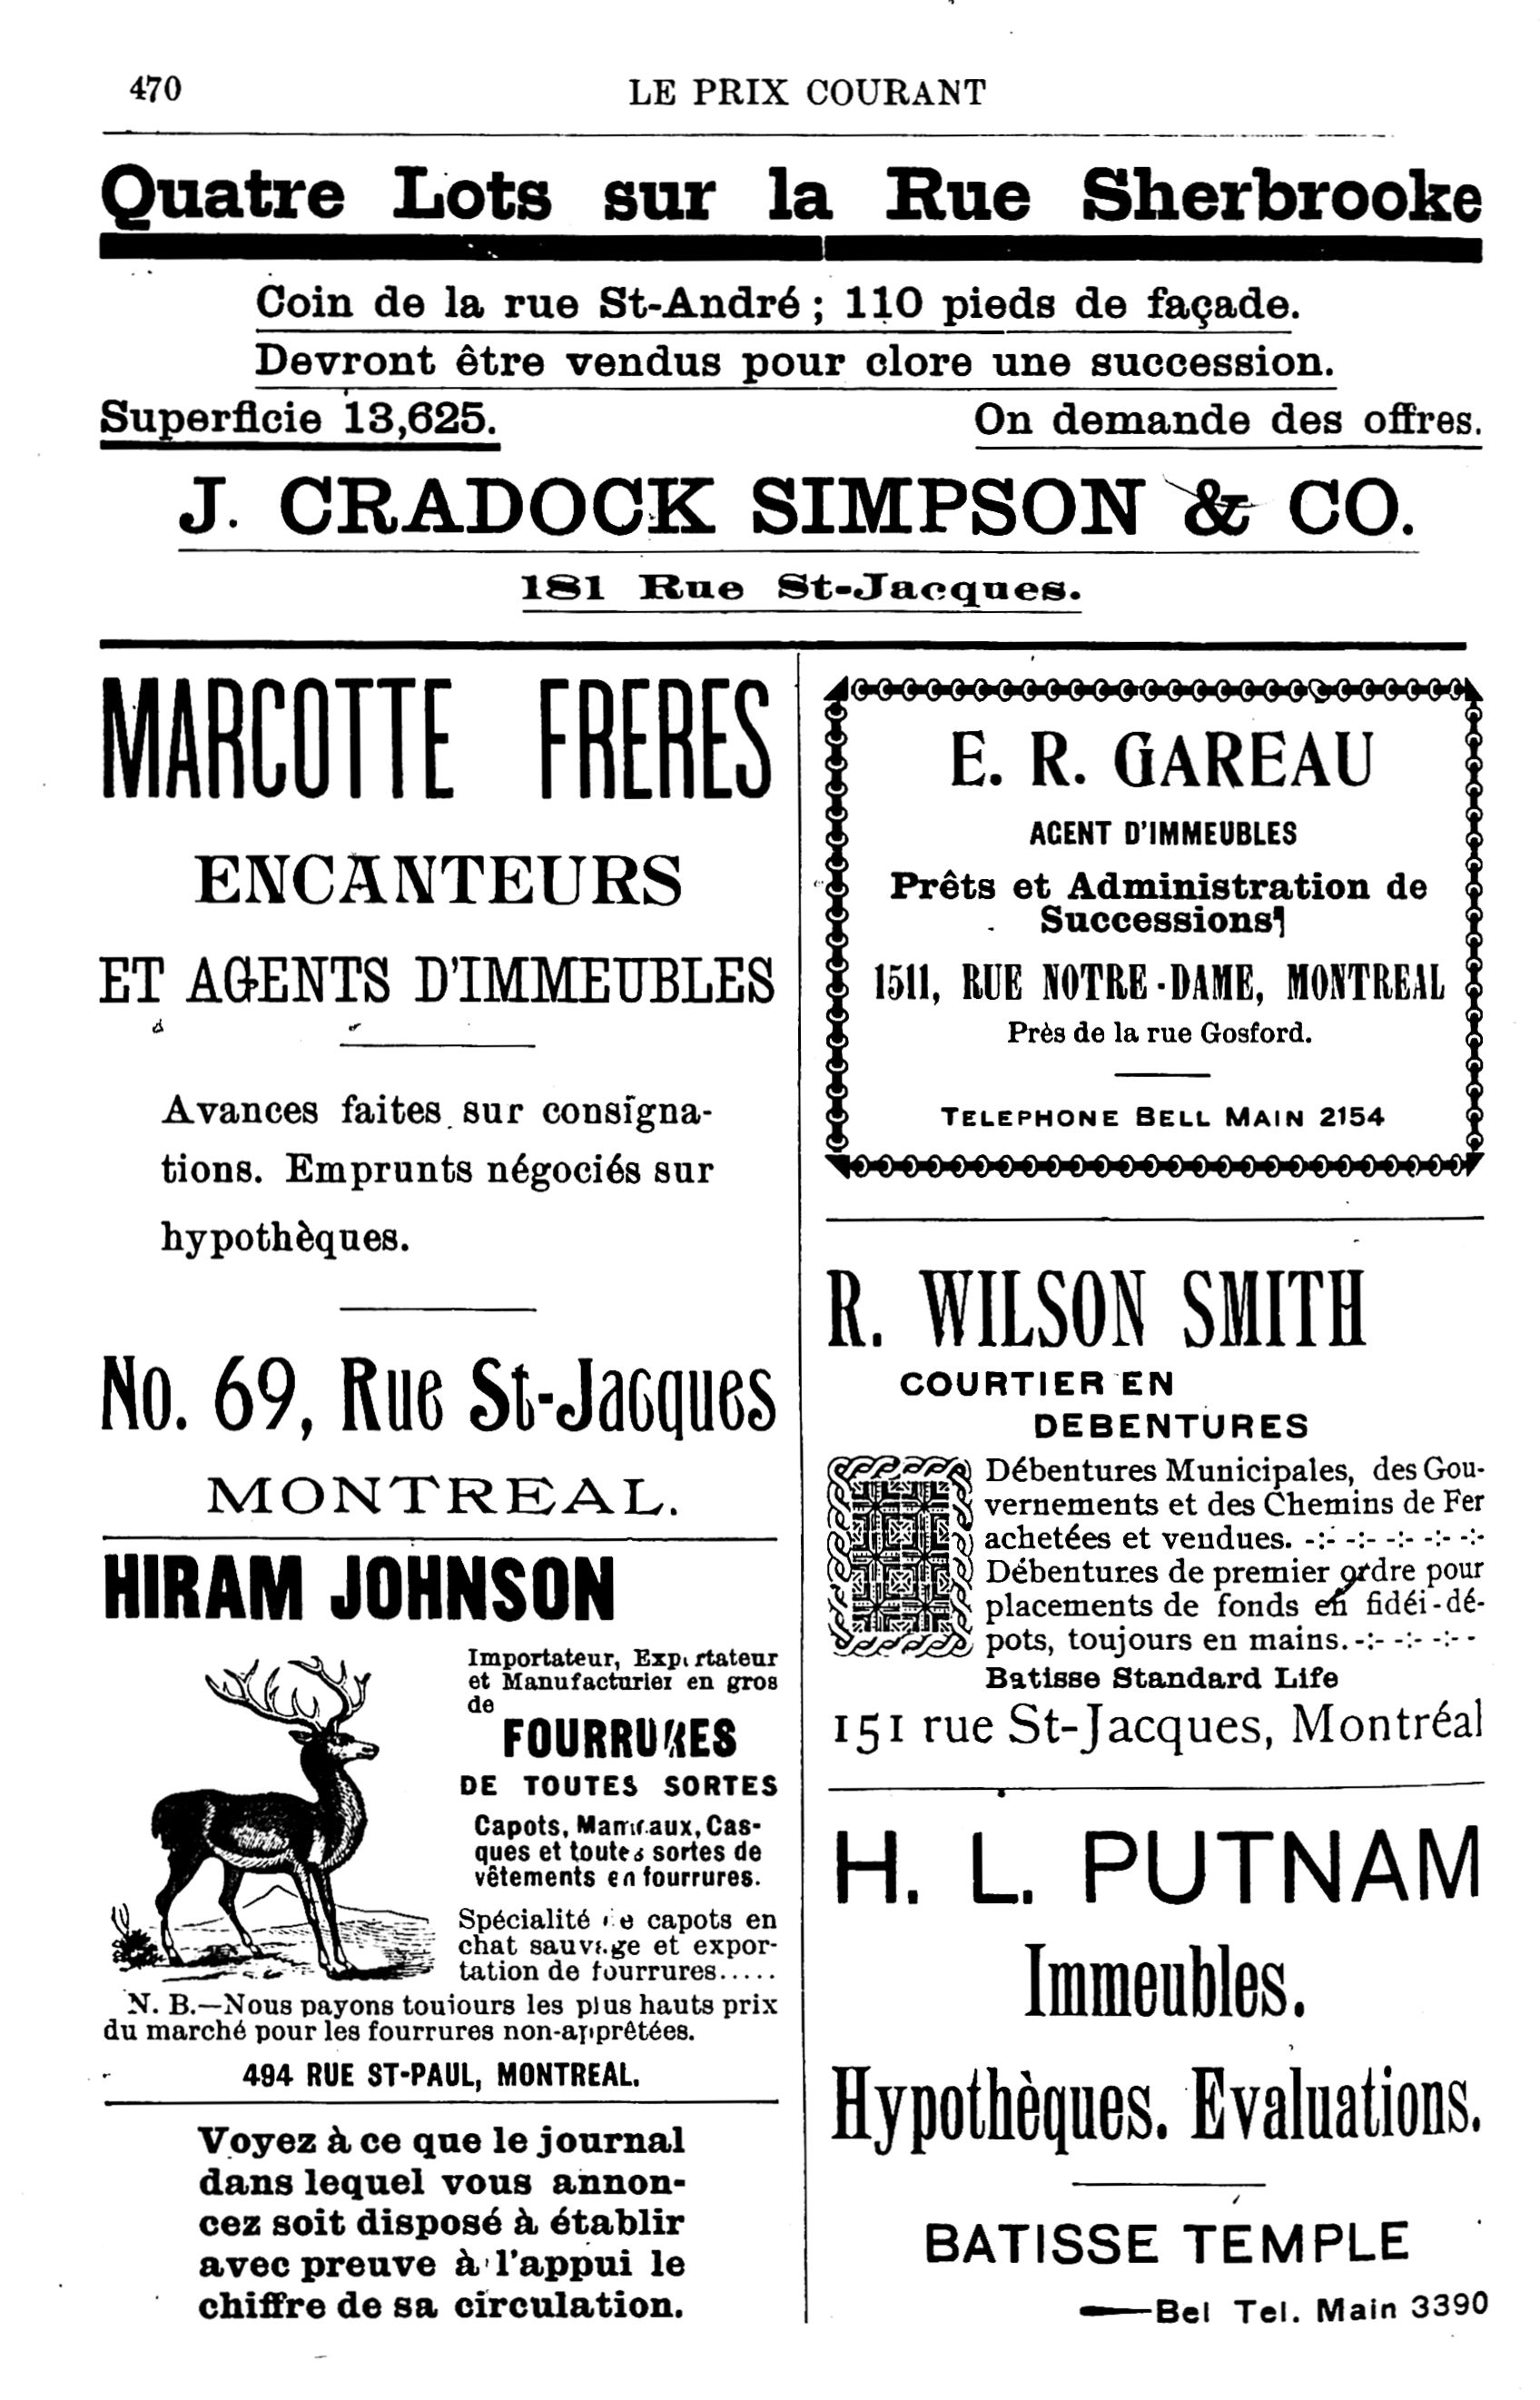 470
LE PRIX COURANT
Quatre Lots sur la Rue Sherbrooke
Coin de la rue St-André ; 110 pieds de façade.
Devront être vendus pour clore une succession.
Superficie 13,625.
On demande des offres.
J. CRADOCK SIMPSON & CO.
181 Rue St-Jacques.
MARCOTTE FRERES
ENCANTEURS
ET AGENTS D'IMMEUBLES
Avances faites sur consigna-
tions. Emprunts négociés sur
hypothèques.
No. 69, Rue St-Jacques
MONTREAL.
HIRAM JOHNSON
Importateur, Exportateur
et Manufacturier en gros
de
FOURRURES
DE TOUTES SORTES
Capots, Manteaux, Cas-
ques et toutes sortes de
vêtements en fourrures.
Spécialité de capots en
chat sauvage et expor-
tation de fourrures.....
N. B.—Nous payons toujours les plus hauts prix
du marché pour les fourrures non-apprêtées.
494 RUE ST-PAUL, MONTREAL.
Voyez à ce que le journal
dans lequel vous annon-
cez soit disposé à établir
avec preuve à l'appui le
chiffre de sa circulation.
E. R. GAREAU
AGENT D'IMMEUBLES
Prêts et Administration de
Successions
1511, RUE NOTRE-DAME, MONTREAL
Près de la rue Gosford.
TELEPHONE BELL MAIN 2154
R. WILSON SMITH
COURTIER EN
DEBENTURES
Débentures Municipales, des Gou-
vernements et des Chemins de Fer
achetées et vendues. -:- -:- -:- -:- -:-
Débentures de premier ordre pour
placements de fonds en fidéi-dé-
pots, toujours en mains. -:- -:- -:- -
Batisse Standard Life
151 rue St-Jacques, Montréal
H. L. PUTNAM
Immeubles.
Hypothèques. Evaluations.
BATISSE TEMPLE
—Bel Tel. Main 3390